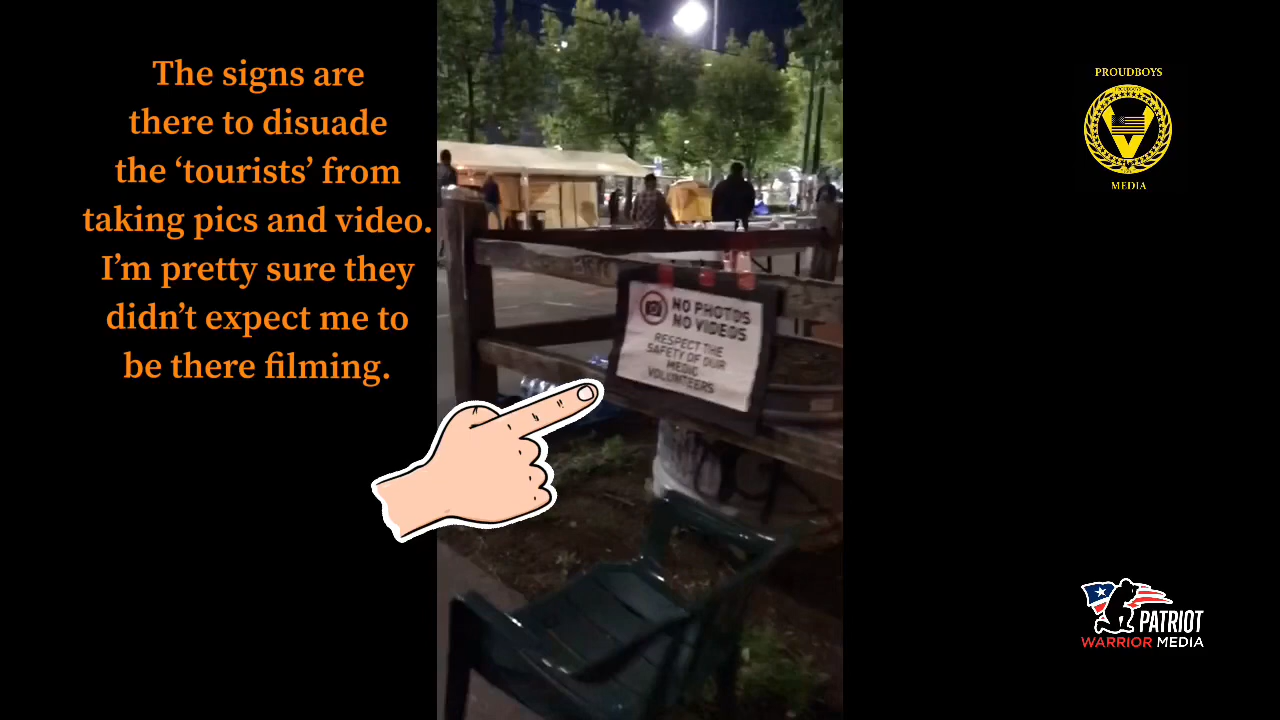 The signs are
there to disuade
the ‘tourists’ from
taking pics and video.
I’m pretty sure they
didn’t expect me to
be there filming.
NO PHOTOS
NO VIDEOS
RESPECT THE
SAFETY OF OUR
MEDIC
VOLUNTEERS
PROUDBOYS
MEDIA
PATRIOT
WARRIOR MEDIA